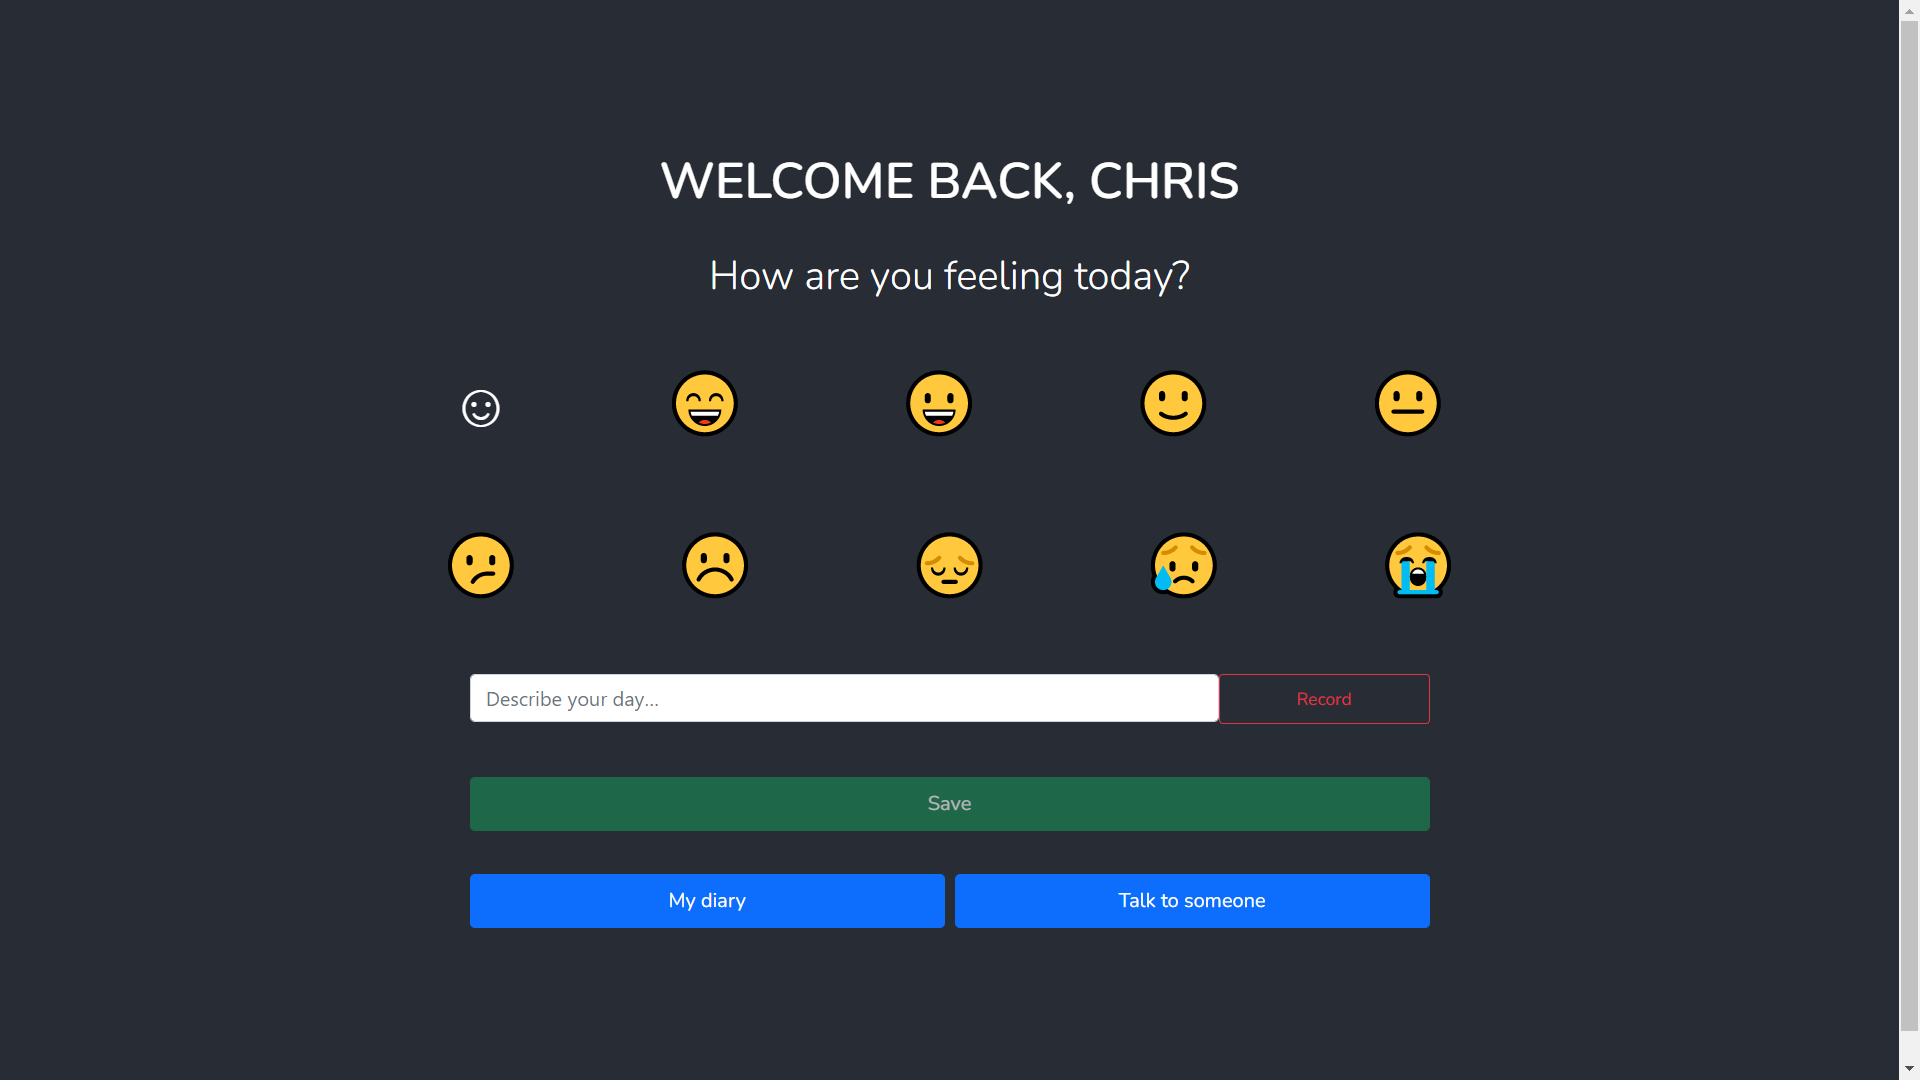 WELCOME BACK, CHRIS
How are you feeling today?
Describe your day...
Record
Save
My diary
Talk to someone